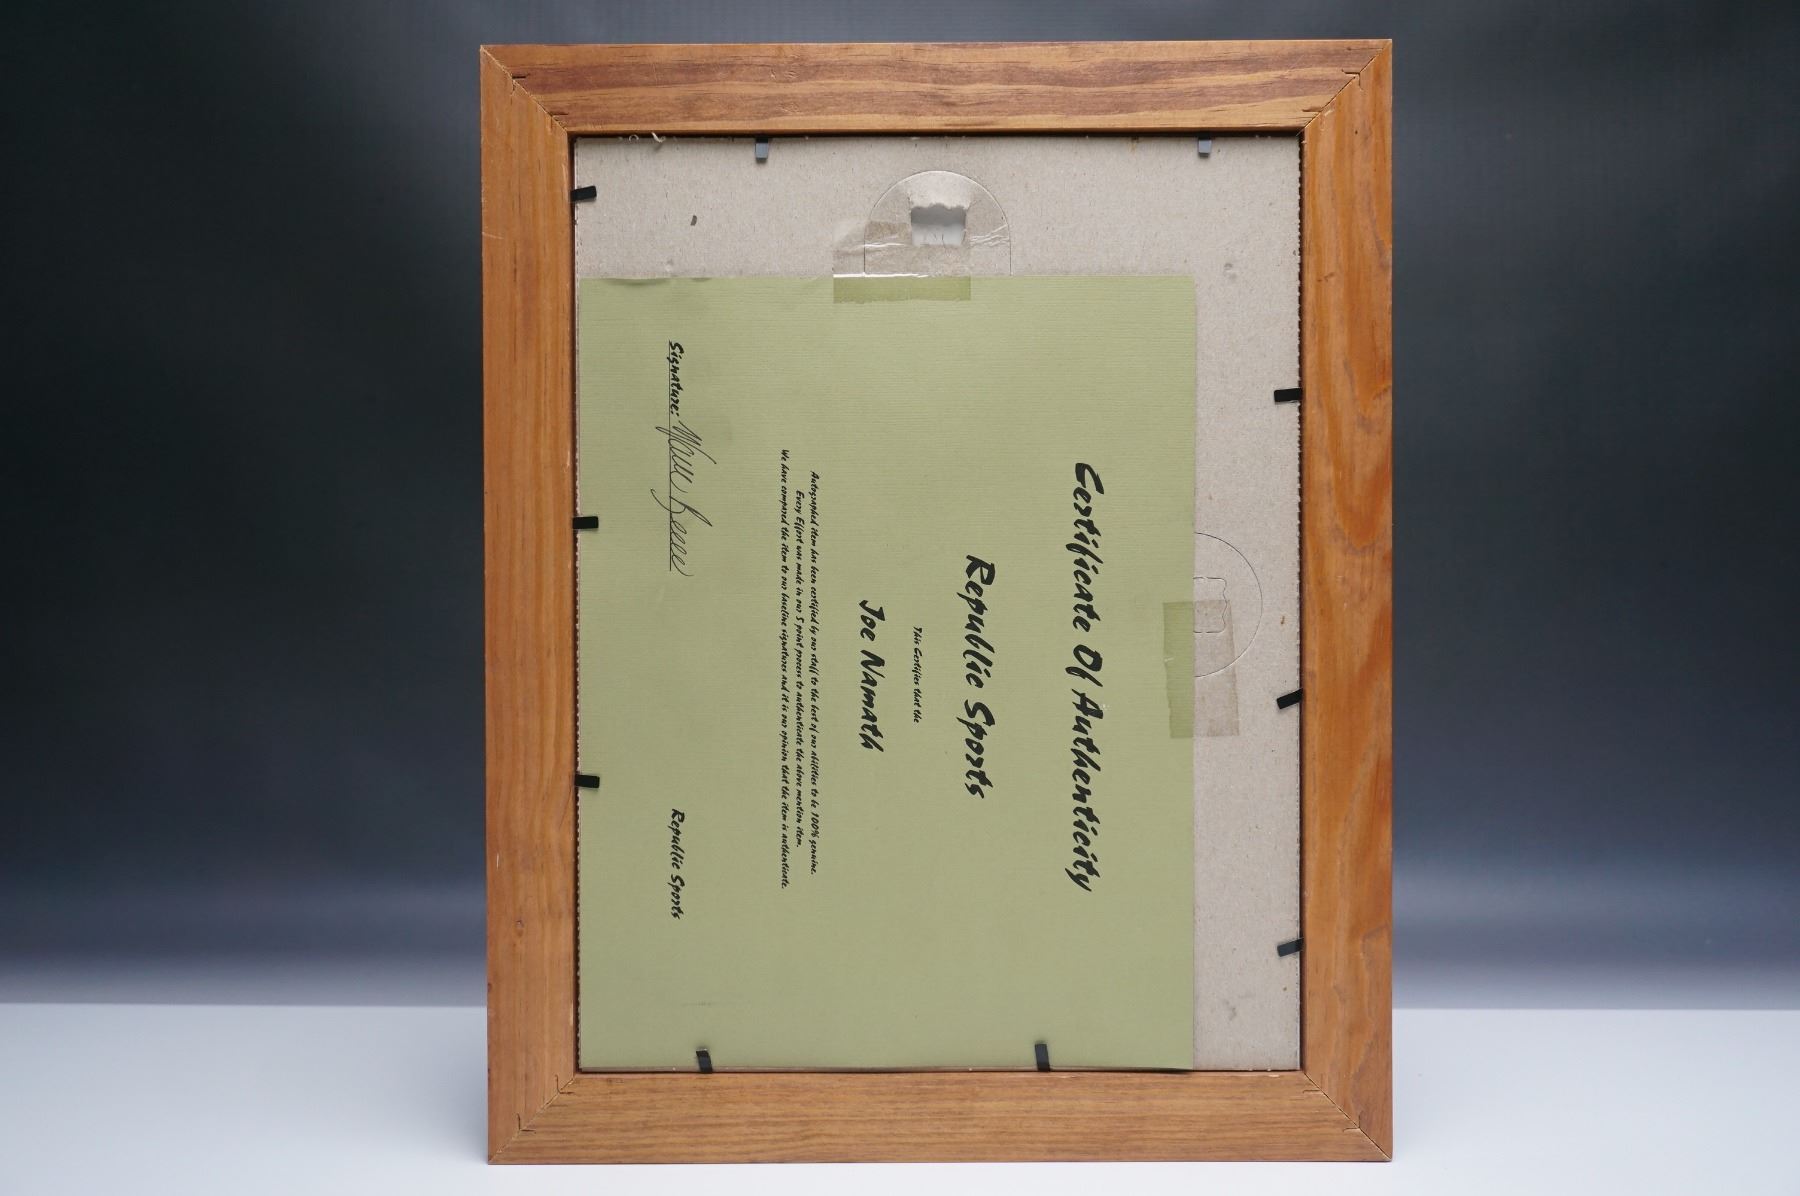 Certificate Of Authenticity
Republic Sports
This Certifies that the
Joe Namath
Autographed item has been certified by our staff to the best of our abilities to be 100% genuine.
Every Effort was made in our 5 point process to authenticate the above mention item.
We have compared the item to our baseline signatures and it is our opinion that the item is authenticate.
Signature:
Republic Sports